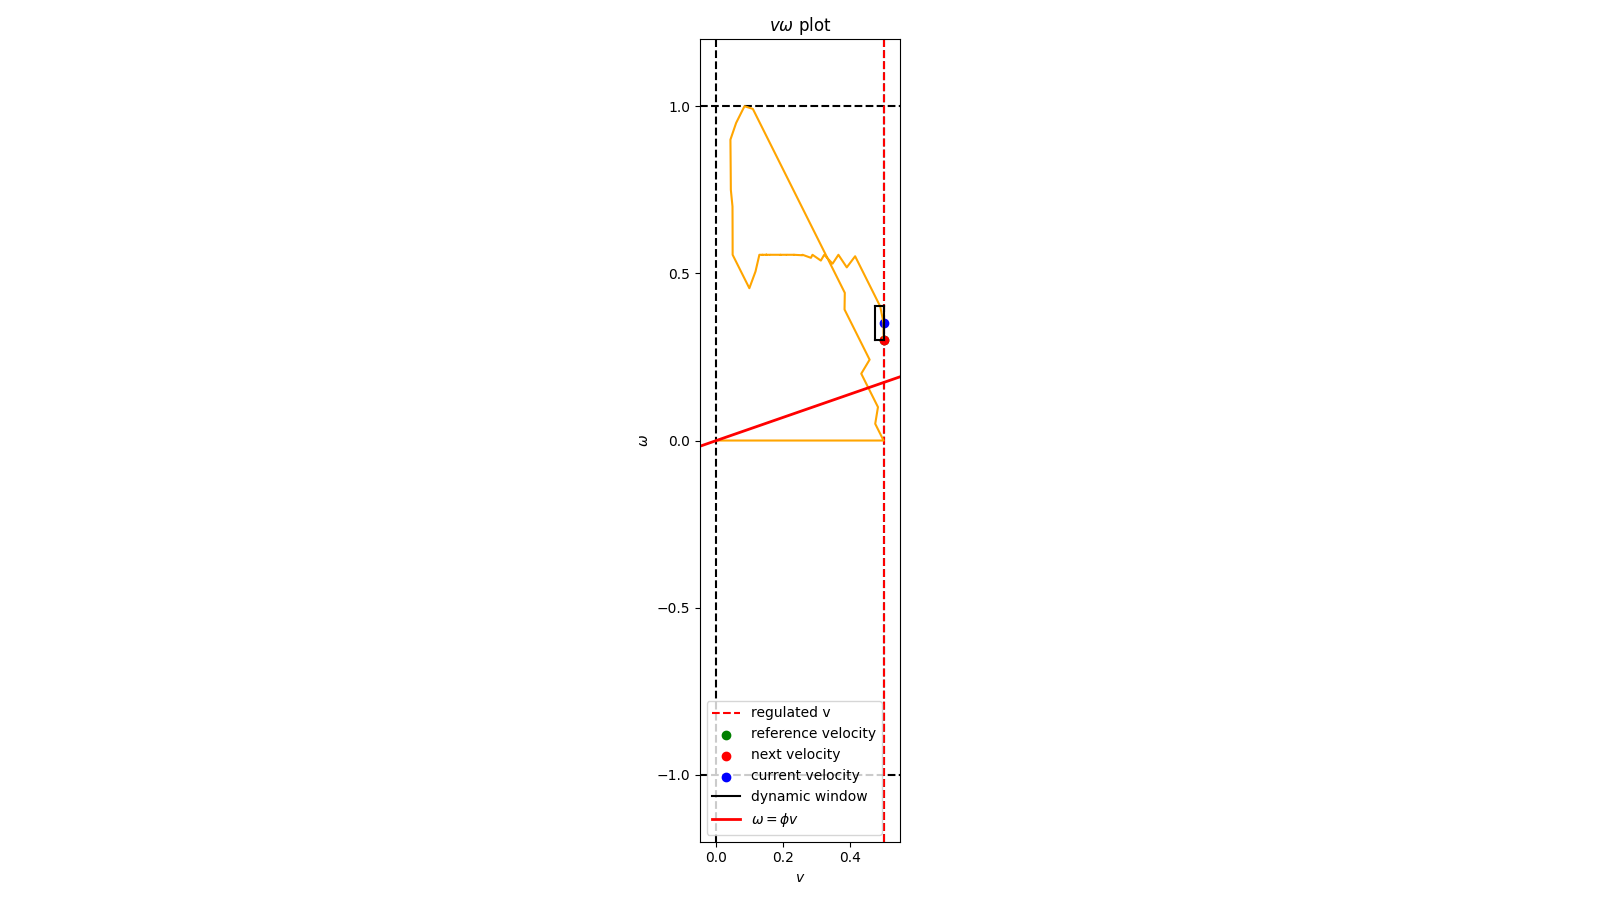 vω plot
1.0
0.5
ω
0.0
−0.5
−1.0
regulated v
reference velocity
next velocity
current velocity
dynamic window
ω = ϕv
0.0 0.2 0.4
v